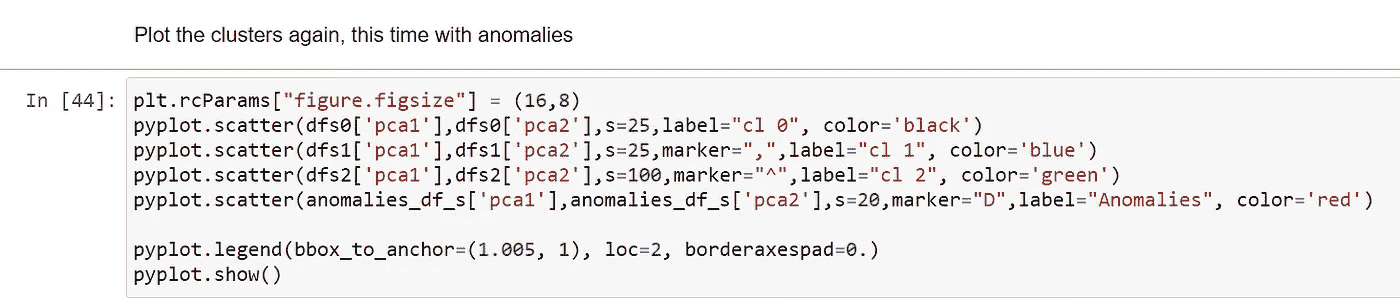 Plot the clusters again, this time with anomalies
In [44]: plt.rcParams["figure.figsize"] = (16,8)
pyplot.scatter(dfs0['pca1'],dfs0['pca2'],s=25,label="cl 0", color='black')
pyplot.scatter(dfs1['pca1'],dfs1['pca2'],s=25,marker=",",label="cl 1", color='blue')
pyplot.scatter(dfs2['pca1'],dfs2['pca2'],s=100,marker="^",label="cl 2", color='green')
pyplot.scatter(anomalies_df_s['pca1'],anomalies_df_s['pca2'],s=20,marker="D",label="Anomalies", color='red')
pyplot.legend(bbox_to_anchor=(1.005, 1), loc=2, borderaxespad=0.)
pyplot.show()